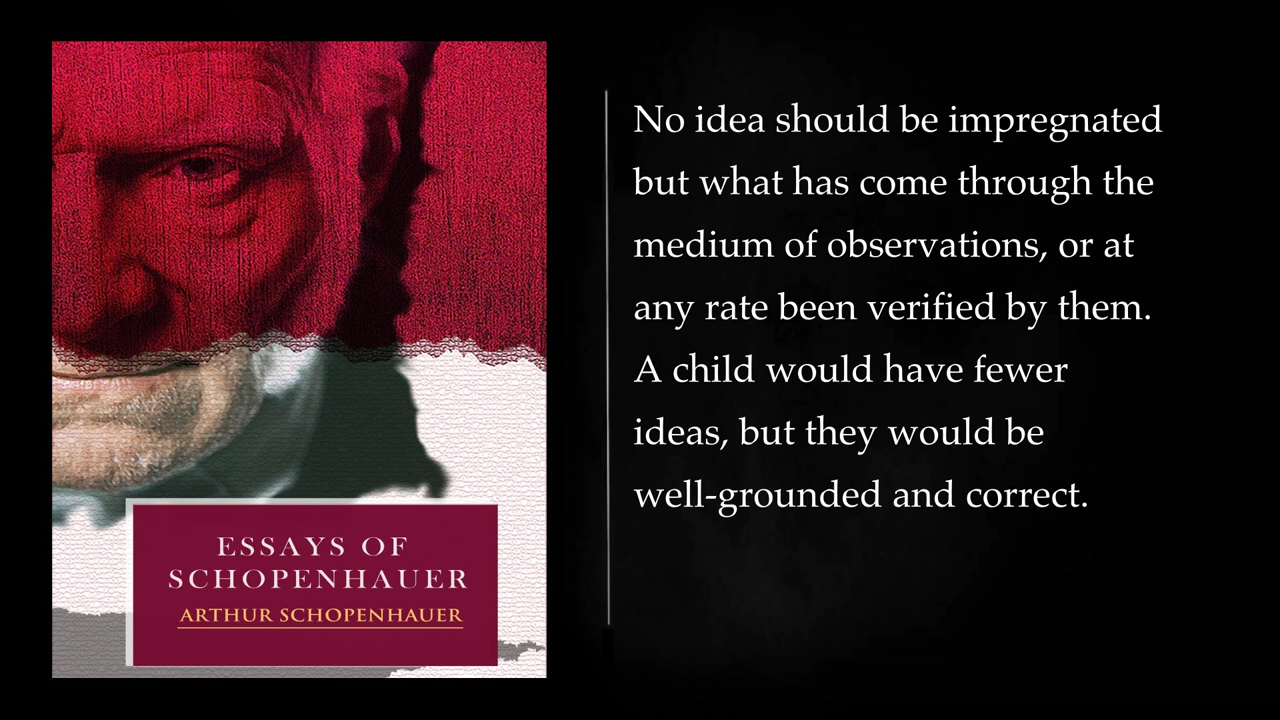 ESSAYS OF
SCHOPENHAUER
ARTHUR SCHOPENHAUER
No idea should be impregnated
but what has come through the
medium of observations, or at
any rate been verified by them.
A child would have fewer
ideas, but they would be
well-grounded and correct.